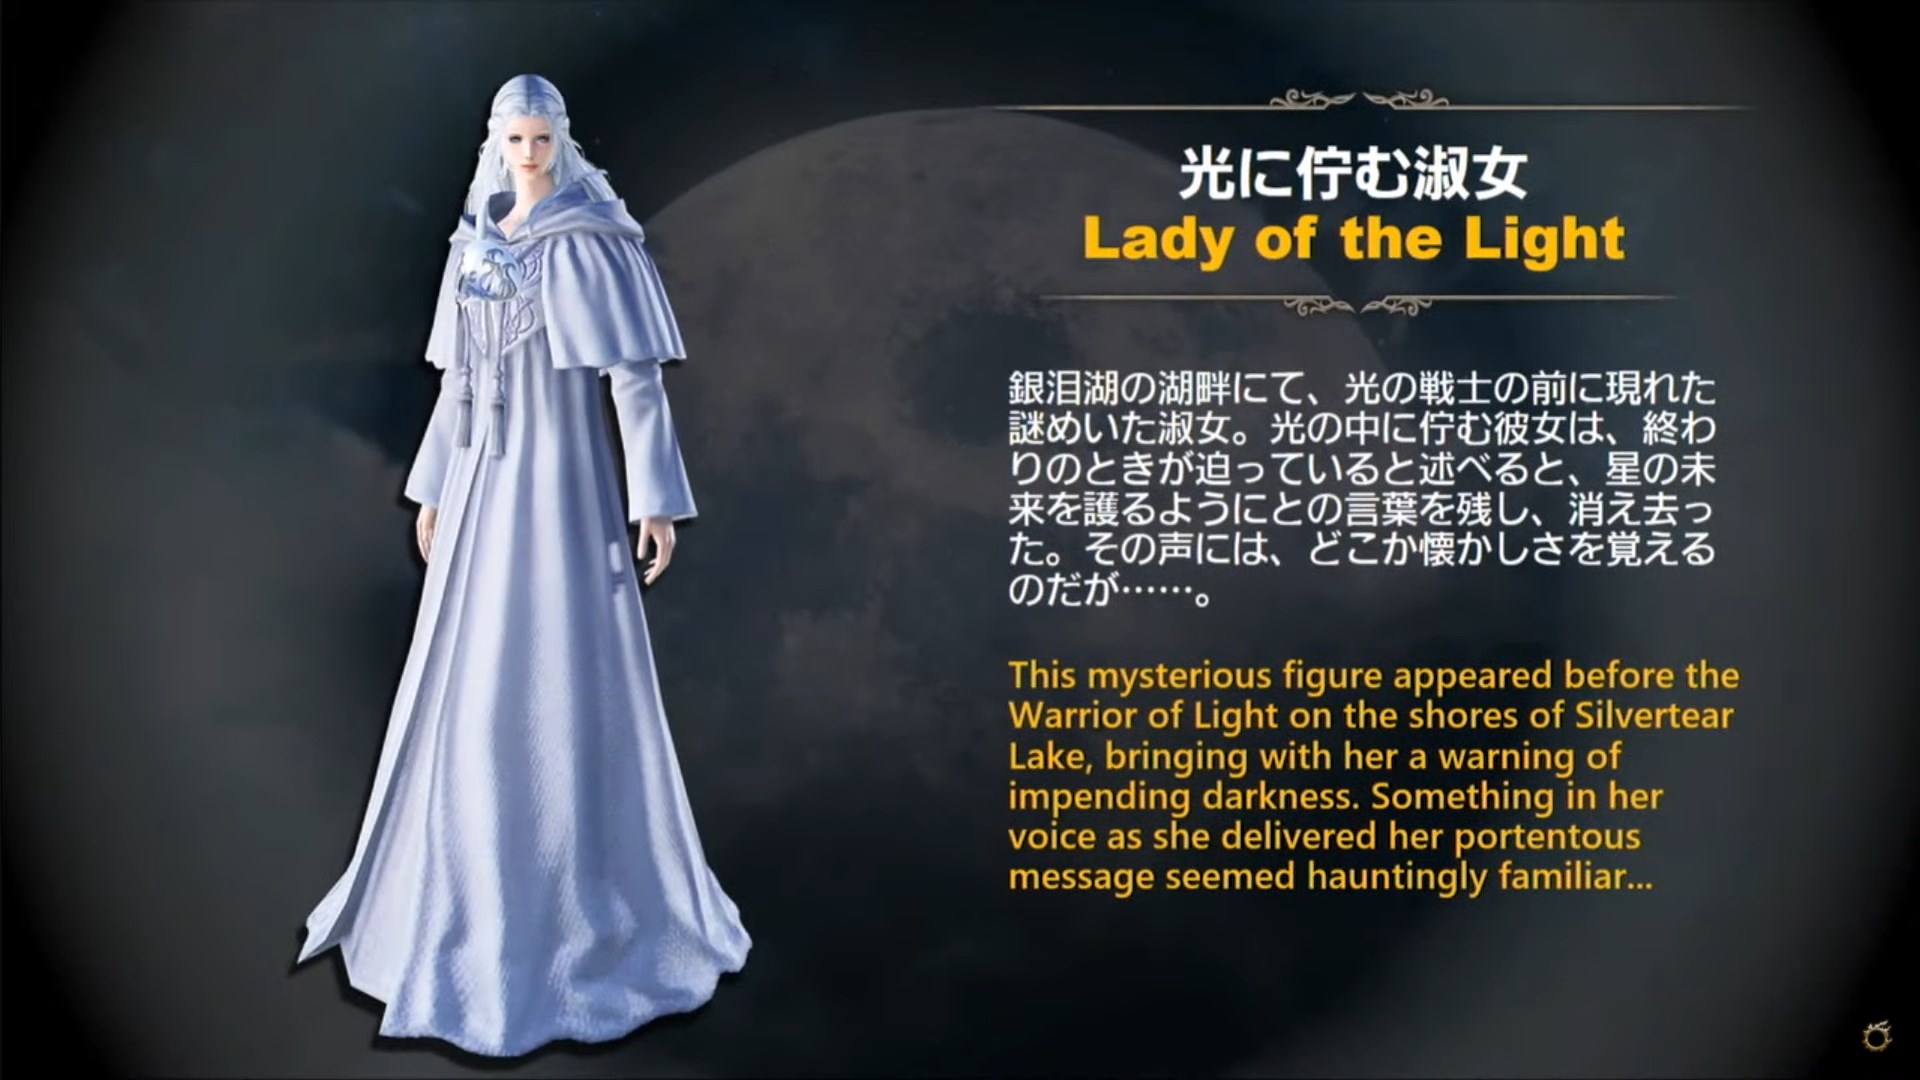 光に佇む淑女
Lady of the Light
銀泪湖の湖畔にて、光の戦士の前に現れた
謎めいた淑女。光の中に佇む彼女は、終わ
りのときが迫っていると述べると、星の未
来を護るようにとの言葉を残し、消え去っ
た。その声には、どこか懐かしさを覚える
のだが……。
This mysterious figure appeared before the
Warrior of Light on the shores of Silvertear
Lake, bringing with her a warning of
impending darkness. Something in her
voice as she delivered her portentous
message seemed hauntingly familiar...